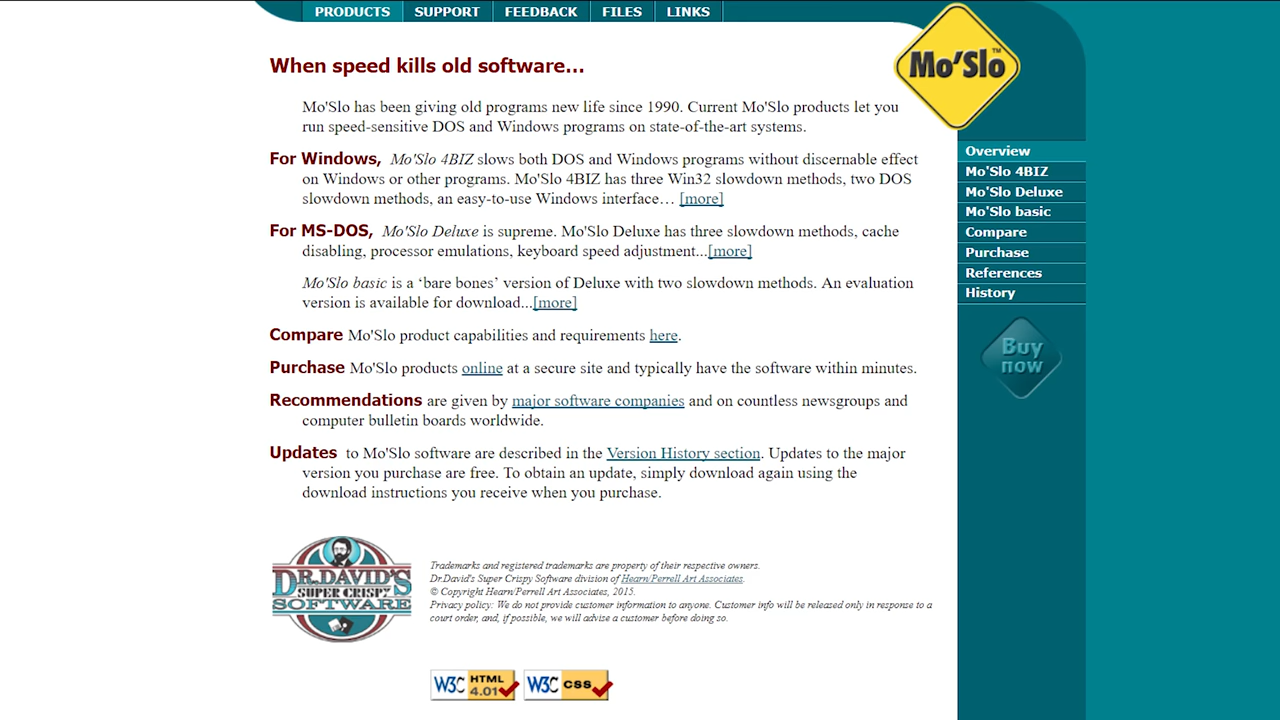 PRODUCTS SUPPORT FEEDBACK FILES LINKS
Mo'Slo™
When speed kills old software...
Mo'Slo has been giving old programs new life since 1990. Current Mo'Slo products let you
run speed-sensitive DOS and Windows programs on state-of-the-art systems.
For Windows, Mo'Slo 4BIZ slows both DOS and Windows programs without discernable effect
on Windows or other programs. Mo'Slo 4BIZ has three Win32 slowdown methods, two DOS
slowdown methods, an easy-to-use Windows interface… [more]
For MS-DOS, Mo'Slo Deluxe is supreme. Mo'Slo Deluxe has three slowdown methods, cache
disabling, processor emulations, keyboard speed adjustment...[more]
Mo'Slo basic is a ‘bare bones’ version of Deluxe with two slowdown methods. An evaluation
version is available for download...[more]
Compare Mo'Slo product capabilities and requirements here.
Purchase Mo'Slo products online at a secure site and typically have the software within minutes.
Recommendations are given by major software companies and on countless newsgroups and
computer bulletin boards worldwide.
Updates to Mo'Slo software are described in the Version History section. Updates to the major
version you purchase are free. To obtain an update, simply download again using the
download instructions you receive when you purchase.
Overview
Mo'Slo 4BIZ
Mo'Slo Deluxe
Mo'Slo basic
Compare
Purchase
References
History
Buy
now
DR.DAVID'S
SUPER CRISPY
SOFTWARE
Trademarks and registered trademarks are property of their respective owners.
Dr.David's Super Crispy Software division of Hearn/Perrell Art Associates.
© Copyright Hearn/Perrell Art Associates, 2015.
Privacy policy: We do not provide customer information to anyone. Customer info will be released only in response to a
court order, and, if possible, we will advise a customer before doing so.
W3C HTML 4.01 W3C CSS